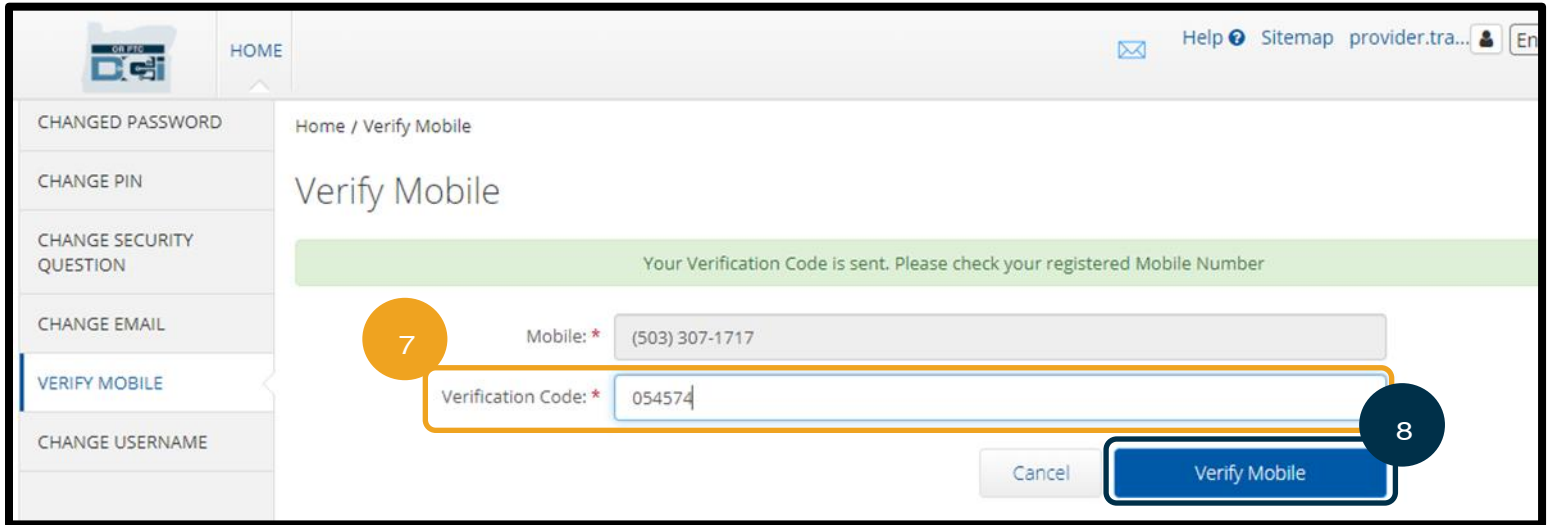 OR PTC
DCi
HOME
Help Sitemap provider.tra... En
CHANGED PASSWORD
CHANGE PIN
CHANGE SECURITY
QUESTION
CHANGE EMAIL
VERIFY MOBILE
CHANGE USERNAME
Home / Verify Mobile
Verify Mobile
Your Verification Code is sent. Please check your registered Mobile Number
7
Mobile: * (503) 307-1717
Verification Code: * 054574
8
Cancel Verify Mobile